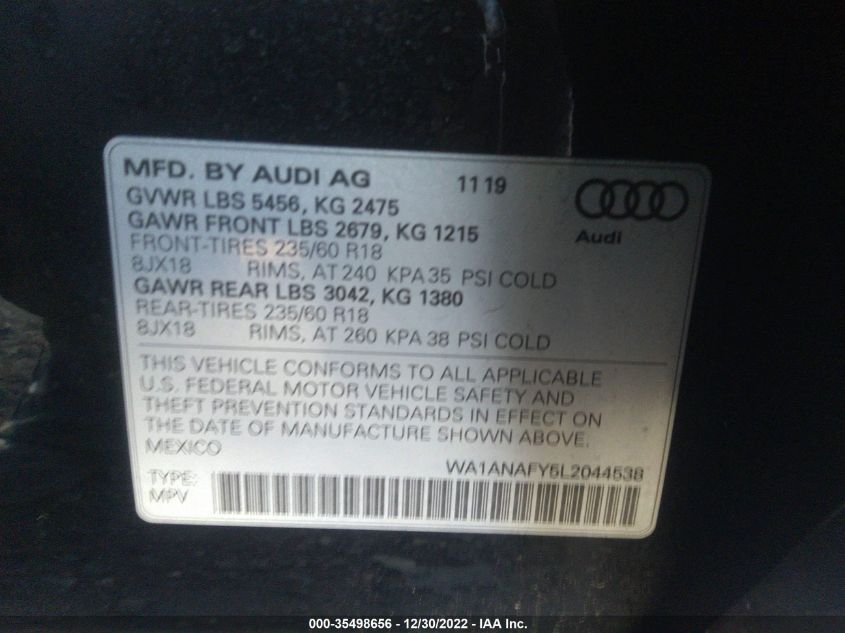 MFD. BY AUDI AG 1119
GVWR LBS 5456, KG 2475
GAWR FRONT LBS 2679, KG 1215
FRONT-TIRES 235/60 R18
8JX18 RIMS, AT 240 KPA 35 PSI COLD
GAWR REAR LBS 3042, KG 1380
REAR-TIRES 235/60 R18
8JX18 RIMS, AT 260 KPA 38 PSI COLD
Audi
THIS VEHICLE CONFORMS TO ALL APPLICABLE
U.S. FEDERAL MOTOR VEHICLE SAFETY AND
THEFT PREVENTION STANDARDS IN EFFECT ON
THE DATE OF MANUFACTURE SHOWN ABOVE.
MEXICO
WA1ANAFY5L2044538
TYPE:
MPV
000-35498656 - 12/30/2022 - IAA Inc.